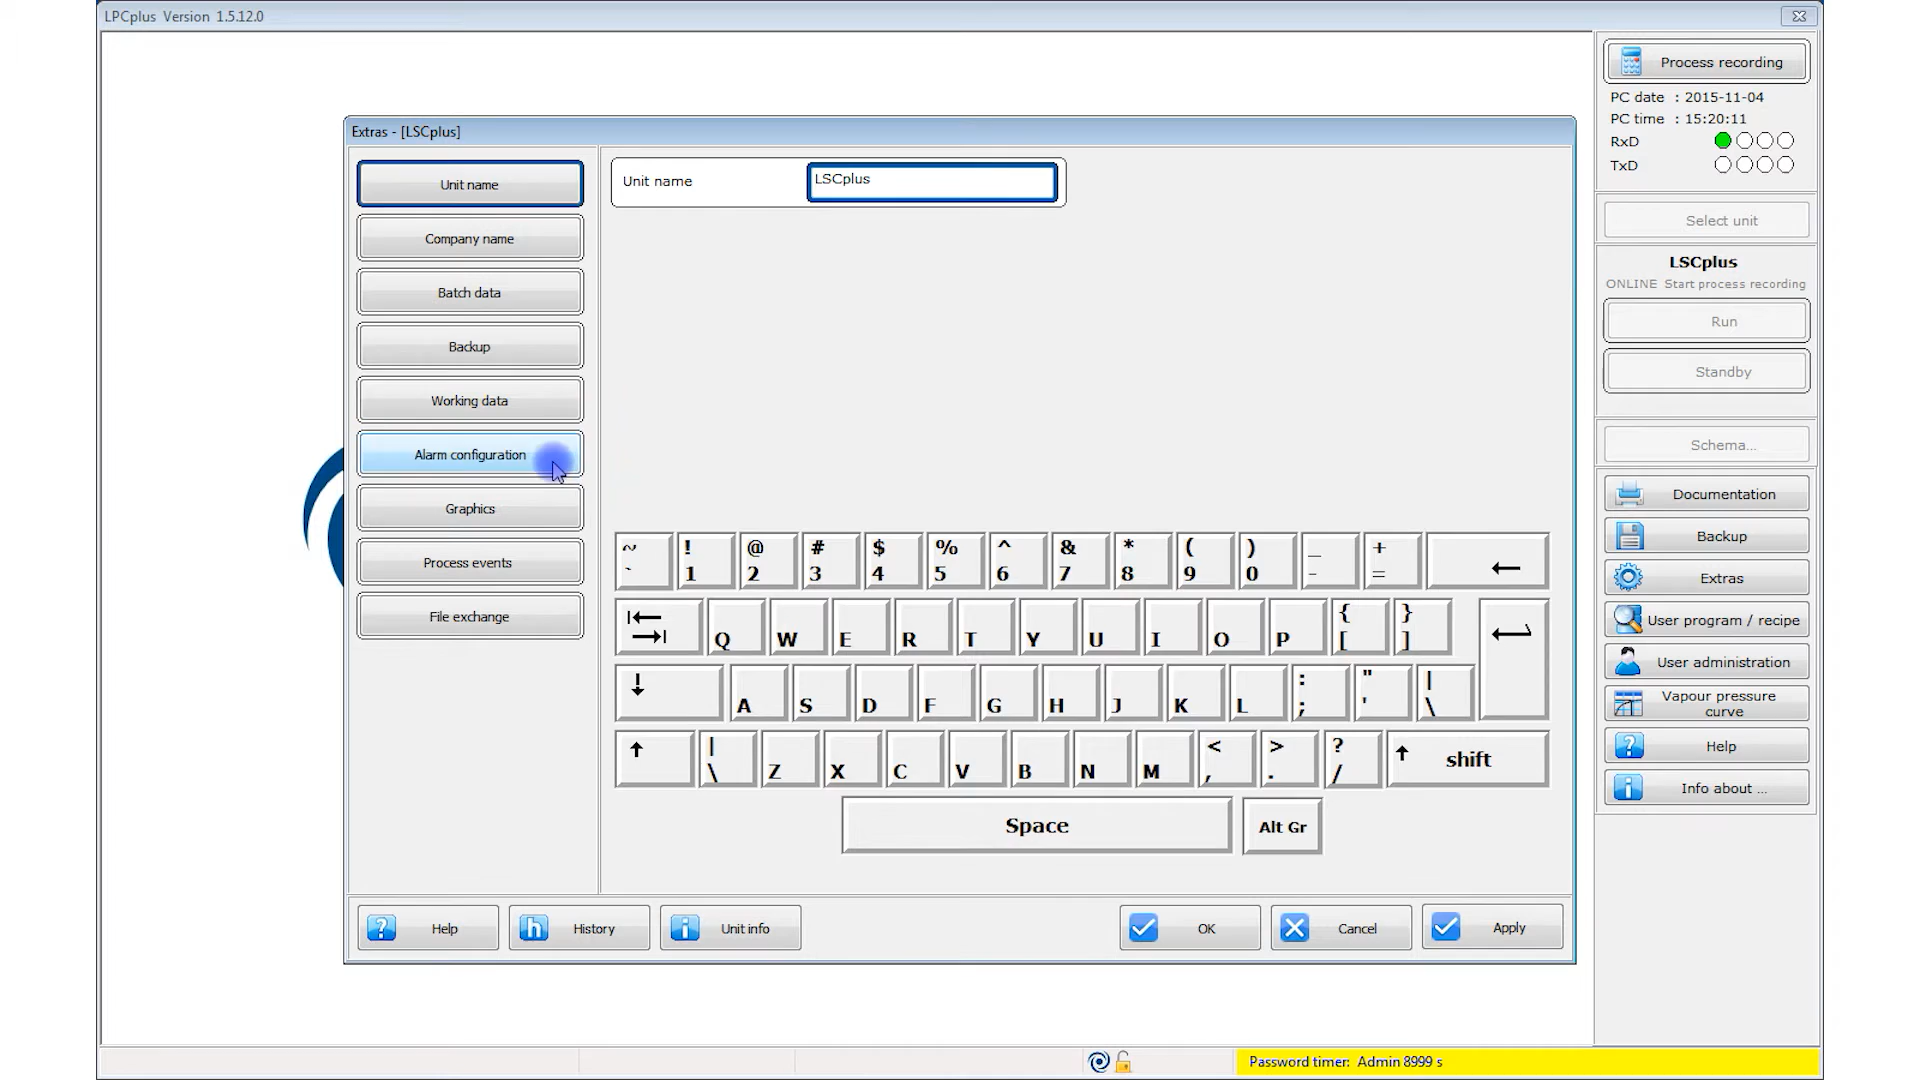 LPCplus Version 1.5.12.0
Process recording
PC date : 2015-11-04
PC time : 15:20:11
RxD
TxD
Select unit
LSCplus
ONLINE Start process recording
Run
Standby
Schema...
Documentation
Backup
Extras
User program / recipe
User administration
Vapour pressure
curve
Help
Info about ...
Extras - [LSCplus]
Unit name
Company name
Batch data
Backup
Working data
Alarm configuration
Graphics
Process events
File exchange
Unit name LSCplus
~ ! @ # $ % ^ & * ( ) _ +
` 1 2 3 4 5 6 7 8 9 0 - = ←
Q W E R T Y U I O P { [ } ]
A S D F G H J K L : ; " ' | \
| \ Z X C V B N M < , > . ? / shift
Space Alt Gr
Help History Unit info OK Cancel Apply
Password timer: Admin 8999 s